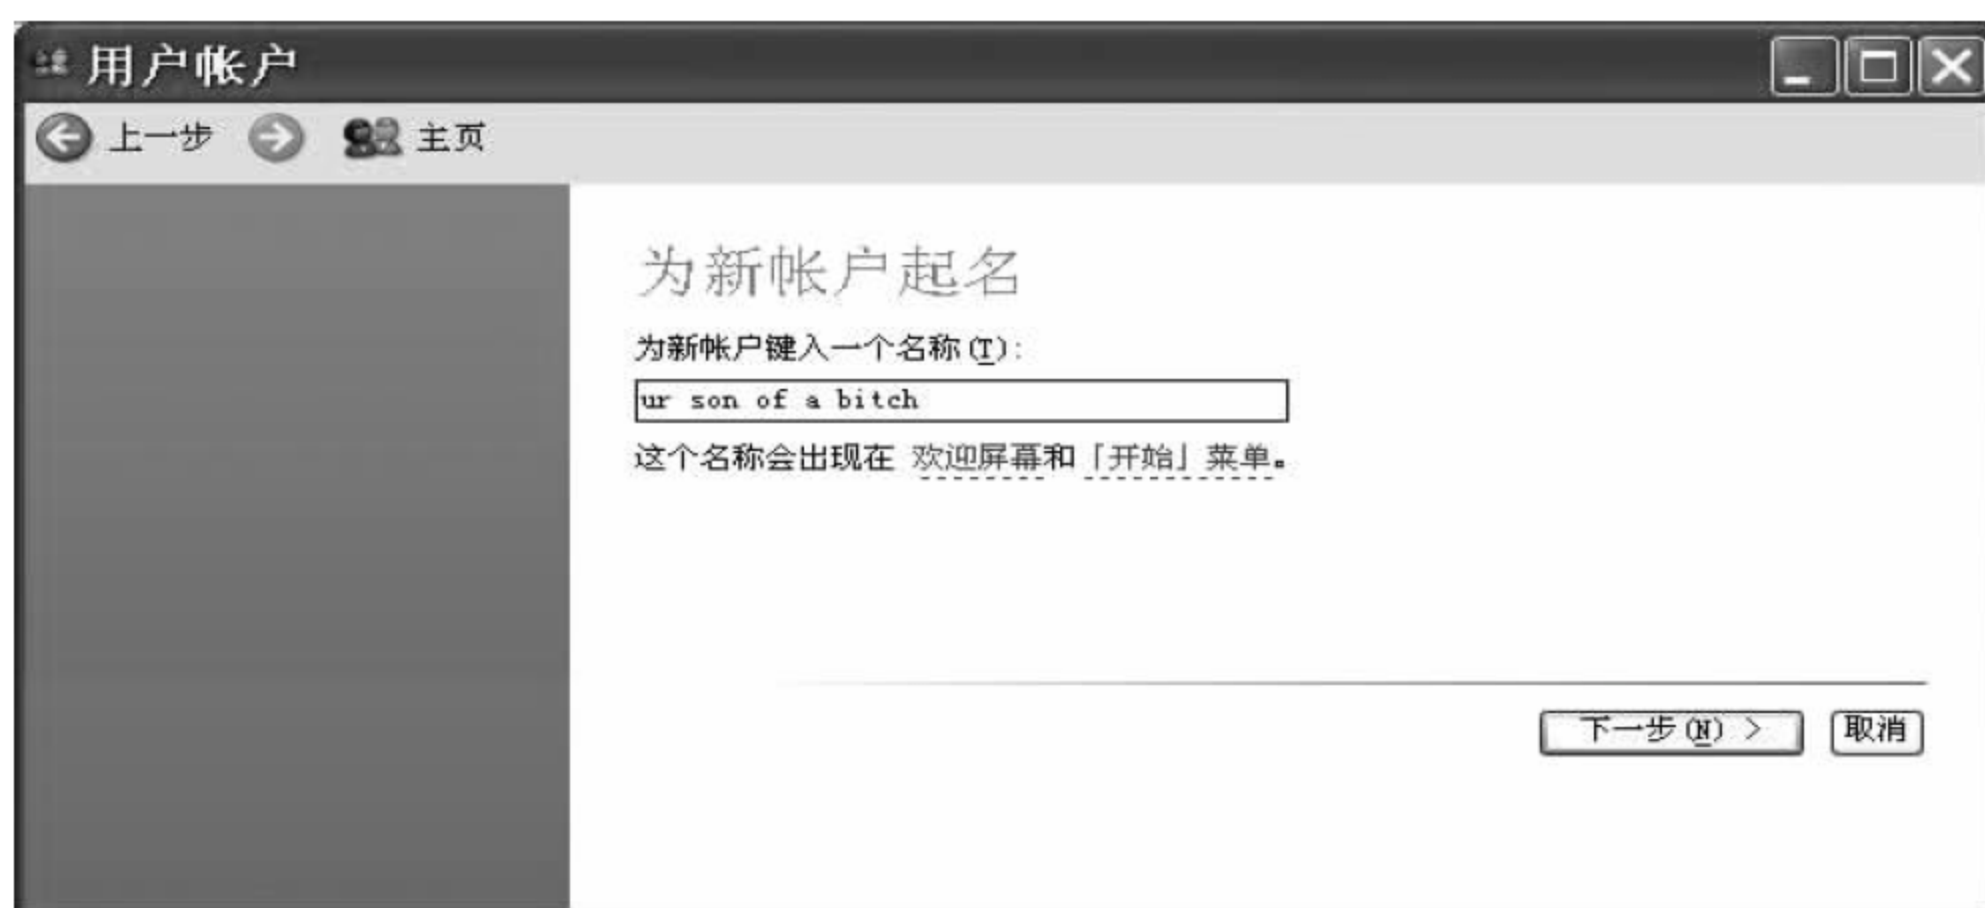 用户帐户
上一步 主页
为新帐户起名
为新帐户键入一个名称(T):
ur son of a bitch
这个名称会出现在 欢迎屏幕和「开始」菜单。
下一步(N) > 取消